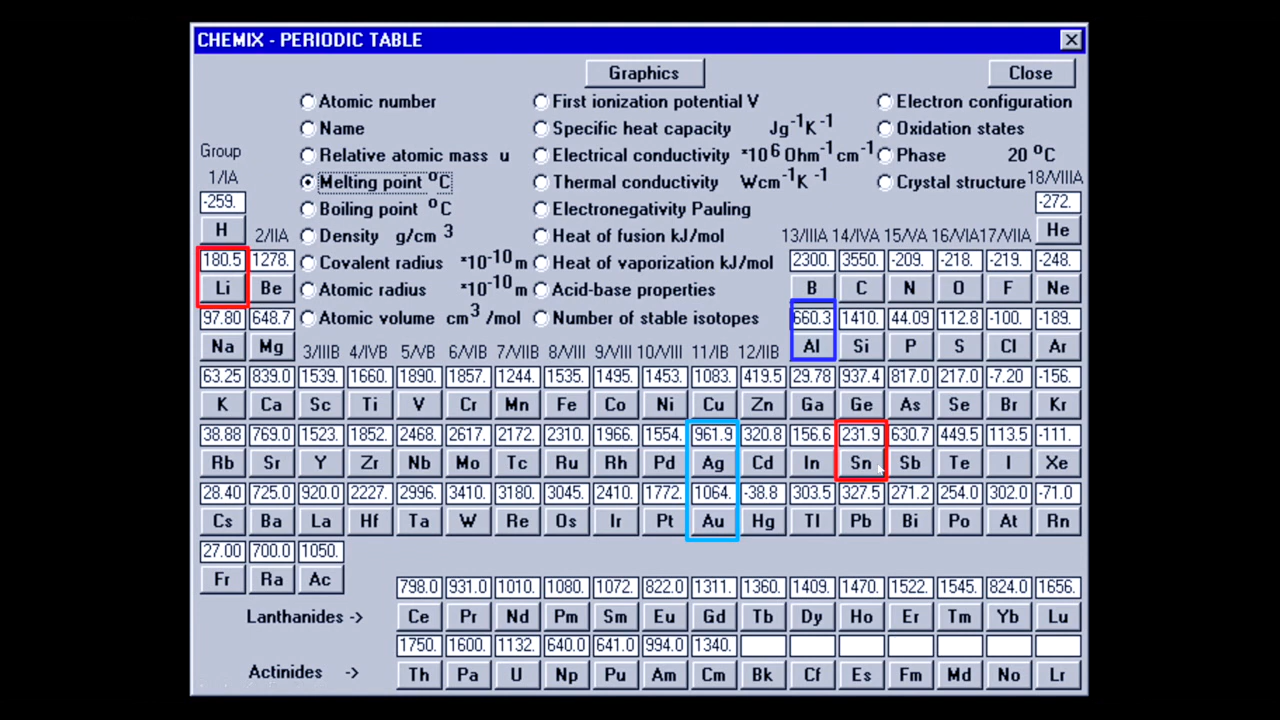 CHEMIX - PERIODIC TABLE
Graphics Close
Atomic number First ionization potential V Electron configuration
Name Specific heat capacity Jg⁻¹K⁻¹ Oxidation states
Group Relative atomic mass u Electrical conductivity *10⁶ Ohm⁻¹cm⁻¹ Phase 20 ºC
1/IA Melting point ºC Thermal conductivity Wcm⁻¹K⁻¹ Crystal structure 18/VIIIA
-259. Boiling point ºC Electronegativity Pauling -272.
H 2/IIA Density g/cm³ Heat of fusion kJ/mol 13/IIIA 14/IVA 15/VA 16/VIA 17/VIIA He
180.5 1278. Covalent radius *10⁻¹⁰m Heat of vaporization kJ/mol 2300. 3550. -209. -218. -219. -248.
Li Be Atomic radius *10⁻¹⁰m Acid-base properties B C N O F Ne
97.80 648.7 Atomic volume cm³/mol Number of stable isotopes 660.3 1410. 44.09 112.8 -100. -189.
Na Mg 3/IIIB 4/IVB 5/VB 6/VIB 7/VIIB 8/VIII 9/VIII 10/VIII 11/IB 12/IIB Al Si P S Cl Ar
63.25 839.0 1539. 1660. 1890. 1857. 1244. 1535. 1495. 1453. 1083. 419.5 29.78 937.4 817.0 217.0 -7.20 -156.
K Ca Sc Ti V Cr Mn Fe Co Ni Cu Zn Ga Ge As Se Br Kr
38.88 769.0 1523. 1852. 2468. 2617. 2172. 2310. 1966. 1554. 961.9 320.8 156.6 231.9 630.7 449.5 113.5 -111.
Rb Sr Y Zr Nb Mo Tc Ru Rh Pd Ag Cd In Sn Sb Te I Xe
28.40 725.0 920.0 2227. 2996. 3410. 3180. 3045. 2410. 1772. 1064. -38.8 303.5 327.5 271.2 254.0 302.0 -71.0
Cs Ba La Hf Ta W Re Os Ir Pt Au Hg Tl Pb Bi Po At Rn
27.00 700.0 1050.
Fr Ra Ac
798.0 931.0 1010. 1080. 1072. 822.0 1311. 1360. 1409. 1470. 1522. 1545. 824.0 1656.
Lanthanides -> Ce Pr Nd Pm Sm Eu Gd Tb Dy Ho Er Tm Yb Lu
1750. 1600. 1132. 640.0 641.0 994.0 1340.
Actinides -> Th Pa U Np Pu Am Cm Bk Cf Es Fm Md No Lr